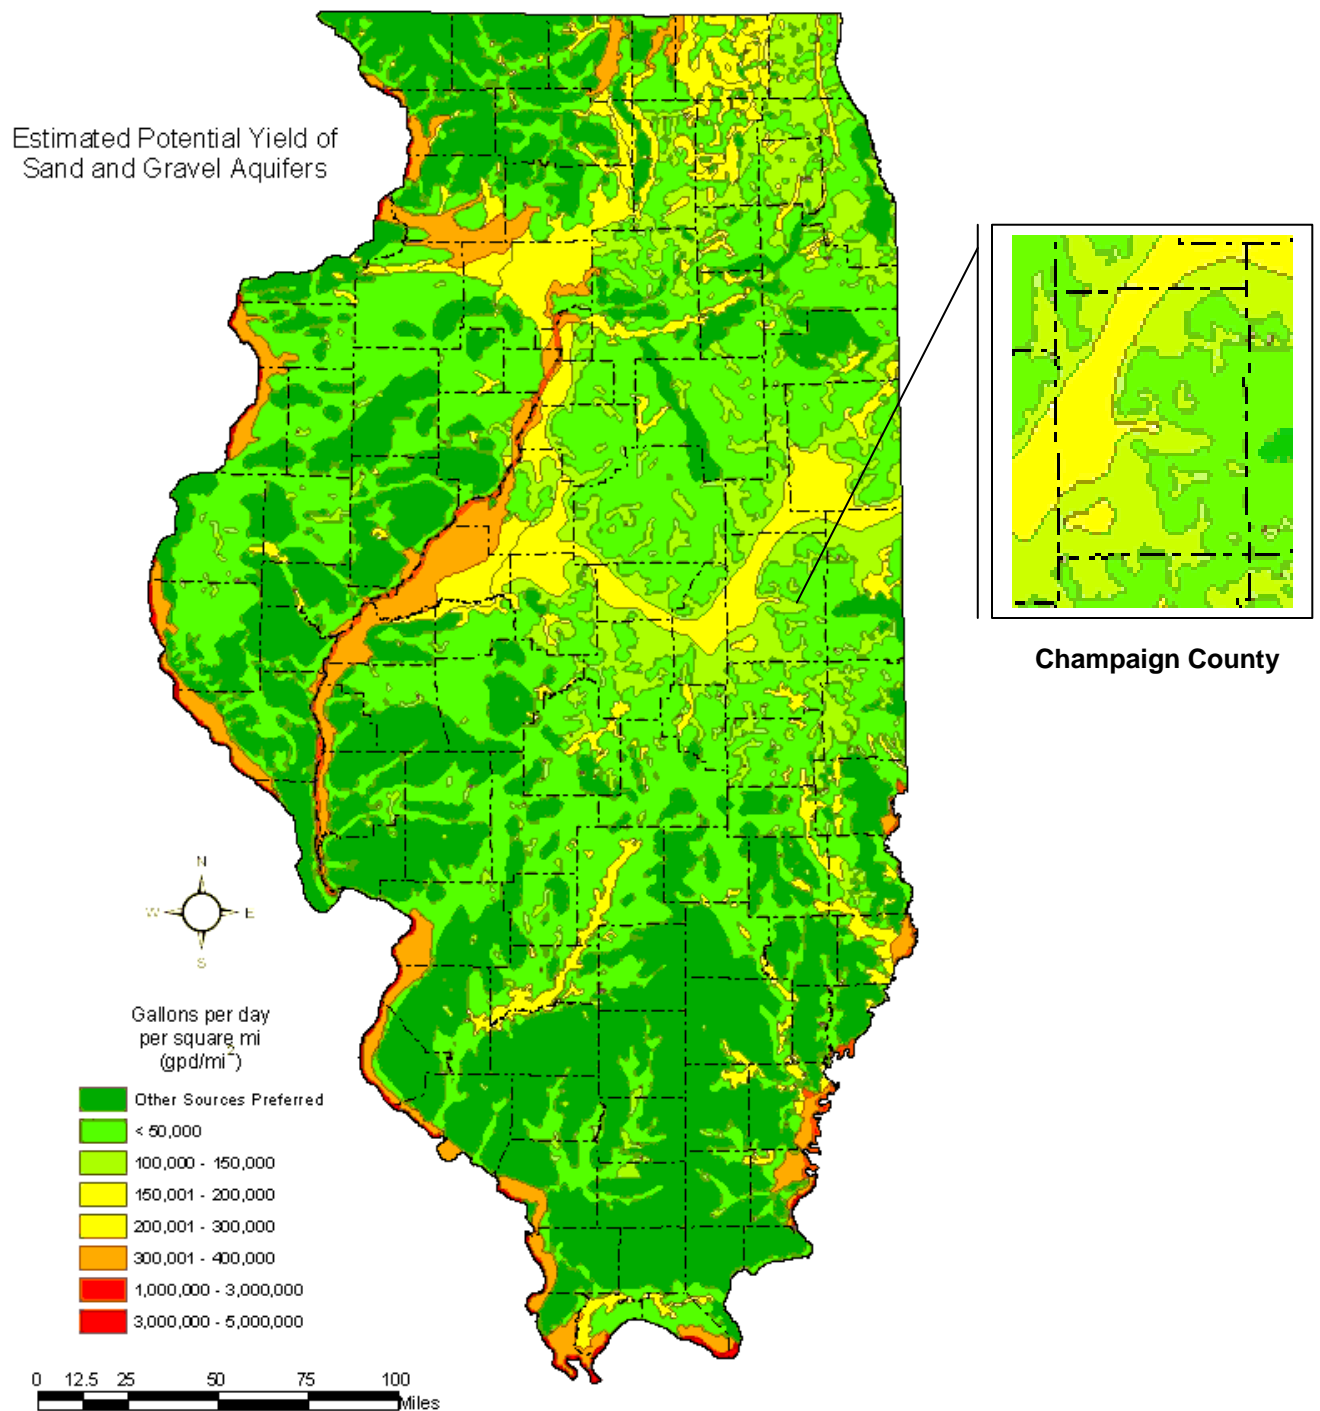 Estimated Potential Yield of
Sand and Gravel Aquifers
Champaign County
N
W E
S
Gallons per day
per square mi
(gpd/mi²)
Other Sources Preferred
< 50,000
100,000 - 150,000
150,001 - 200,000
200,001 - 300,000
300,001 - 400,000
1,000,000 - 3,000,000
3,000,000 - 5,000,000
0 12.5 25 50 75 100
Miles